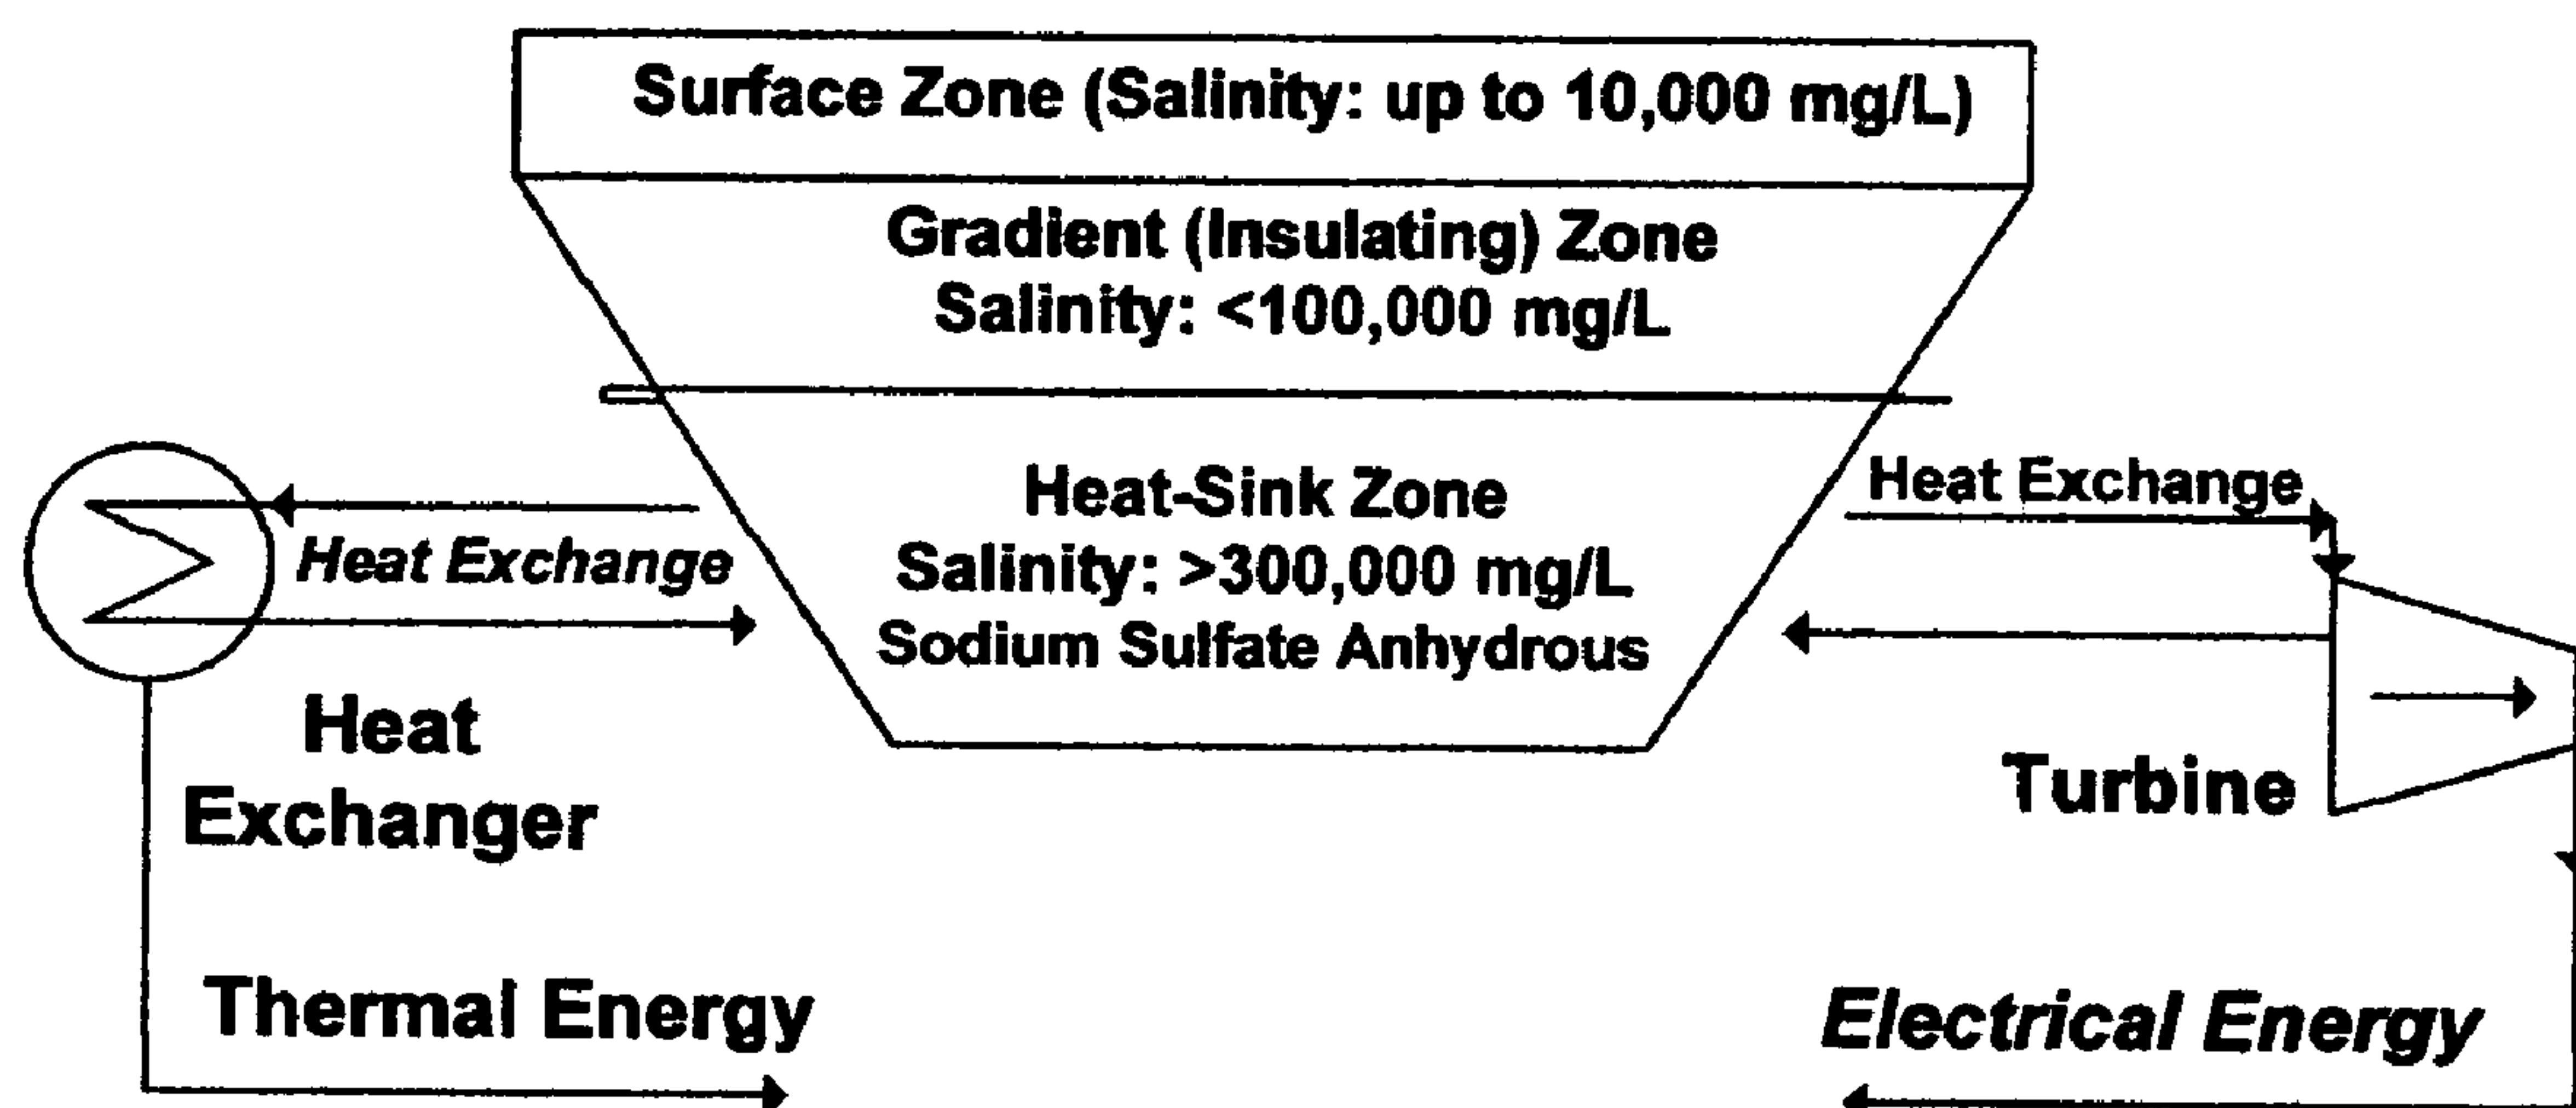 Surface Zone (Salinity: up to 10,000 mg/L)
Gradient (Insulating) Zone
Salinity: <100,000 mg/L
Heat-Sink Zone
Salinity: >300,000 mg/L
Sodium Sulfate Anhydrous
Heat Exchange
Heat
Exchanger
Thermal Energy
Heat Exchange
Turbine
Electrical Energy